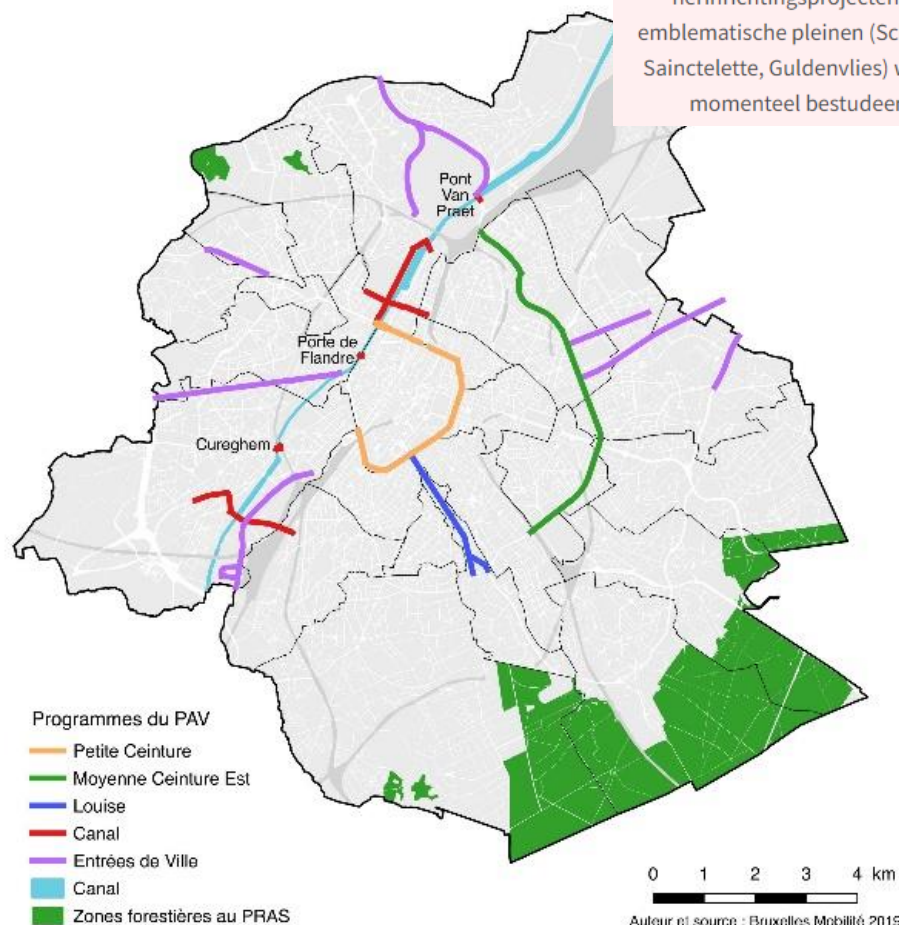 herinrichtingsprojecten
emblematische pleinen
Sainctelette, Guldenvlies)
momenteel
Pont
Van
Praet
Porte de
Flandre
Cureghem
Programmes du PAV
Petite Ceinture
Moyenne Ceinture Est
Louise
Canal
Entrées de Ville
Canal
Zones forestières au PRAS
0 1 2 3 4 km
Auteur et source : Bruxelles Mobilité 2019